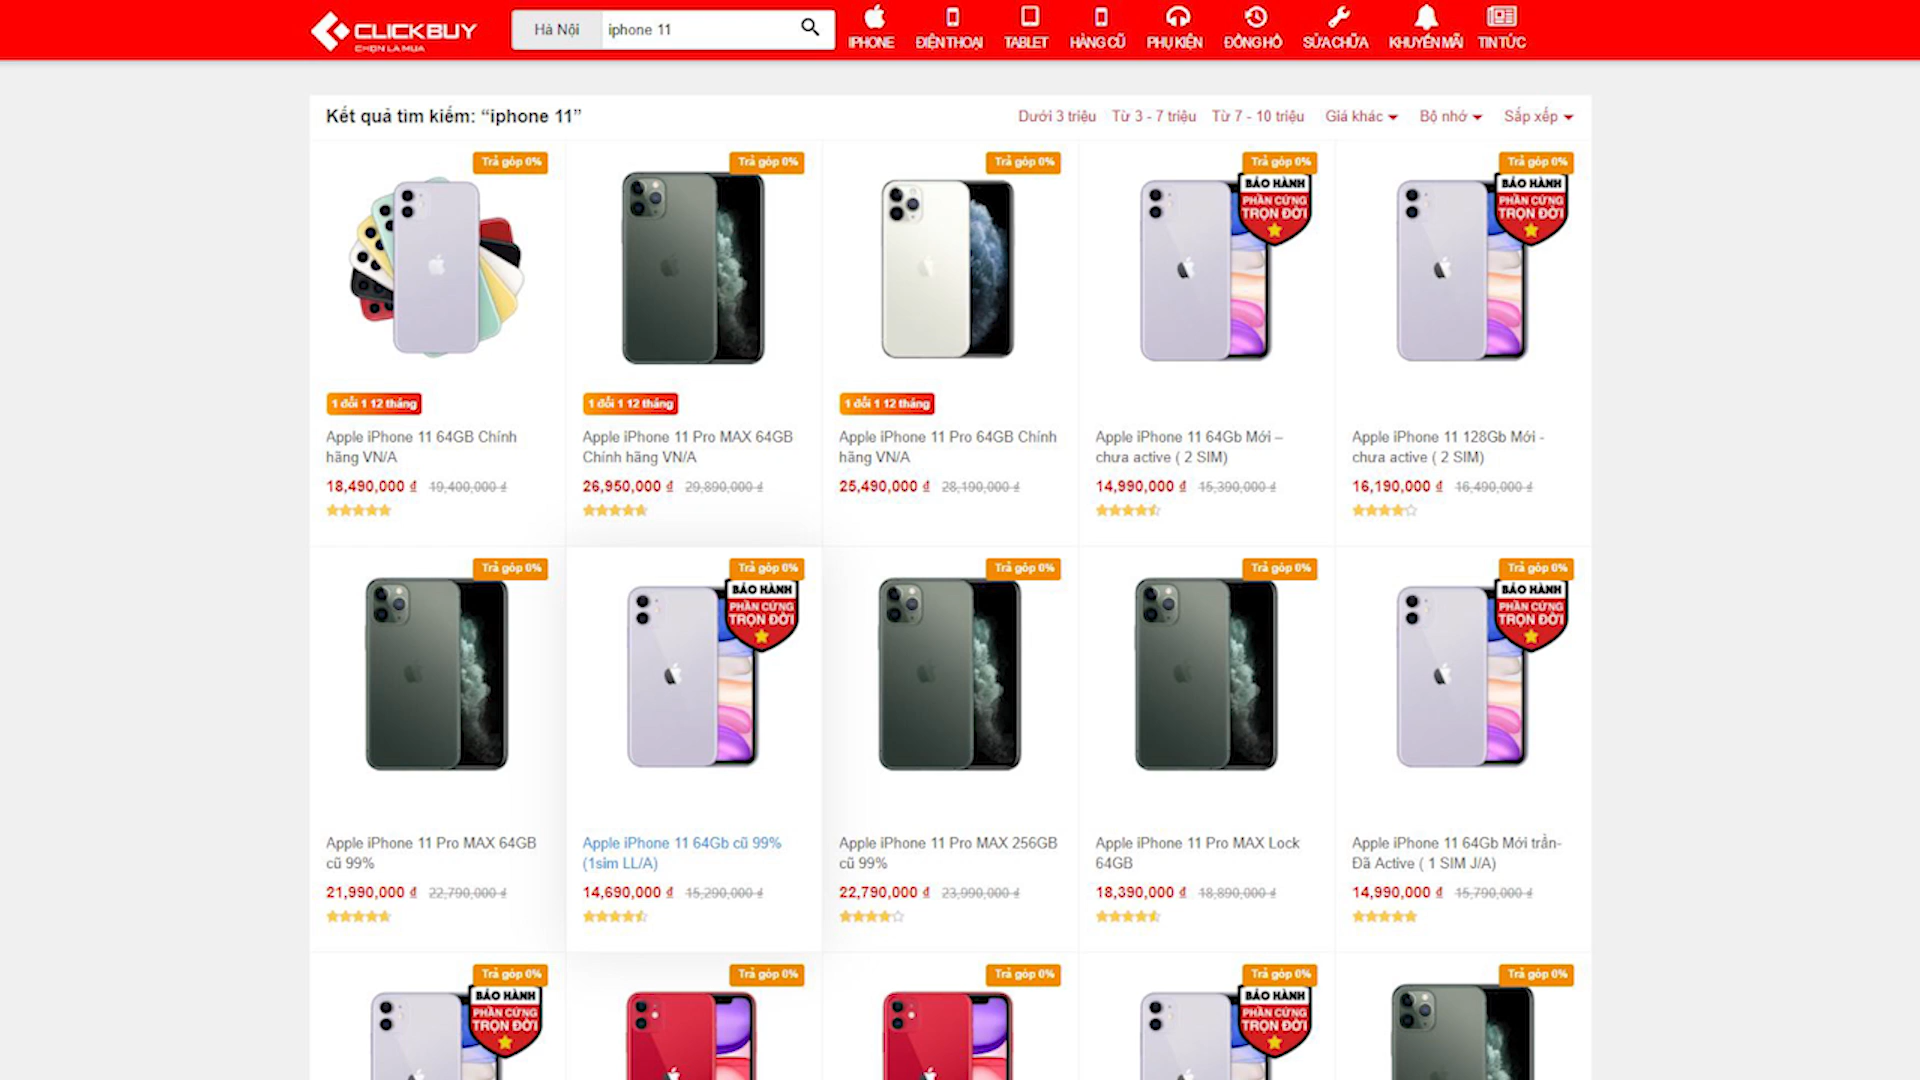 CLICKBUY
CHỌN LÀ MUA
Hà Nội
iphone 11
IPHONE
ĐIỆN THOẠI
TABLET
HÀNG CŨ
PHỤ KIỆN
ĐỒNG HỒ
SỬA CHỮA
KHUYẾN MÃI
TIN TỨC
Kết quả tìm kiếm: “iphone 11”
Dưới 3 triệu
Từ 3 - 7 triệu
Từ 7 - 10 triệu
Giá khác
Bộ nhớ
Sắp xếp
Trả góp 0%
1 đổi 1 12 tháng
Apple iPhone 11 64GB Chính
hãng VN/A
18,490,000 ₫ 19,400,000 ₫
Trả góp 0%
1 đổi 1 12 tháng
Apple iPhone 11 Pro MAX 64GB
Chính hãng VN/A
26,950,000 ₫ 29,890,000 ₫
Trả góp 0%
1 đổi 1 12 tháng
Apple iPhone 11 Pro 64GB Chính
hãng VN/A
25,490,000 ₫ 28,190,000 ₫
Trả góp 0%
BẢO HÀNH
PHẦN CỨNG
TRỌN ĐỜI
Apple iPhone 11 64Gb Mới –
chưa active ( 2 SIM)
14,990,000 ₫ 15,390,000 ₫
Trả góp 0%
BẢO HÀNH
PHẦN CỨNG
TRỌN ĐỜI
Apple iPhone 11 128Gb Mới -
chưa active ( 2 SIM)
16,190,000 ₫ 16,490,000 ₫
Trả góp 0%
Apple iPhone 11 Pro MAX 64GB
cũ 99%
21,990,000 ₫ 22,790,000 ₫
Trả góp 0%
BẢO HÀNH
PHẦN CỨNG
TRỌN ĐỜI
Apple iPhone 11 64Gb cũ 99%
(1sim LL/A)
14,690,000 ₫ 15,290,000 ₫
Trả góp 0%
Apple iPhone 11 Pro MAX 256GB
cũ 99%
22,790,000 ₫ 23,990,000 ₫
Trả góp 0%
Apple iPhone 11 Pro MAX Lock
64GB
18,390,000 ₫ 18,890,000 ₫
Trả góp 0%
BẢO HÀNH
PHẦN CỨNG
TRỌN ĐỜI
Apple iPhone 11 64Gb Mới trần-
Đã Active ( 1 SIM J/A)
14,990,000 ₫ 15,790,000 ₫
Trả góp 0%
BẢO HÀNH
PHẦN CỨNG
TRỌN ĐỜI
Trả góp 0%
Trả góp 0%
Trả góp 0%
BẢO HÀNH
PHẦN CỨNG
TRỌN ĐỜI
Trả góp 0%